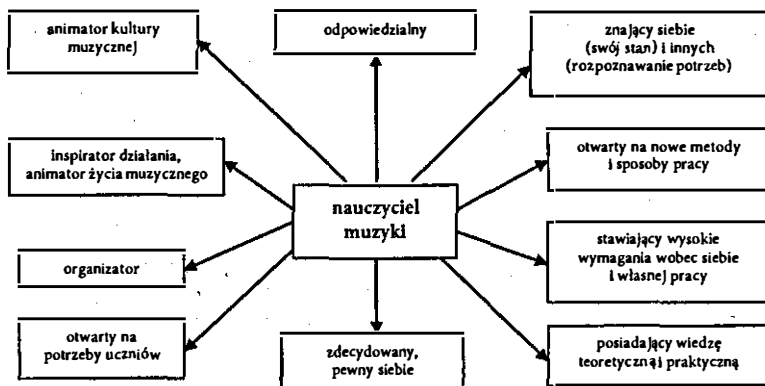 animator kultury
muzycznej
odpowiedzialny
znający siebie
(swój stan) i innych
(rozpoznawanie potrzeb)
inspirator działania,
animator życia muzycznego
otwarty na nowe metody
i sposoby pracy
nauczyciel
muzyki
organizator
stawiający wysokie
wymagania wobec siebie
i własnej pracy
otwarty na
potrzeby uczniów
zdecydowany,
pewny siebie
posiadający wiedzę
teoretyczną i praktyczną